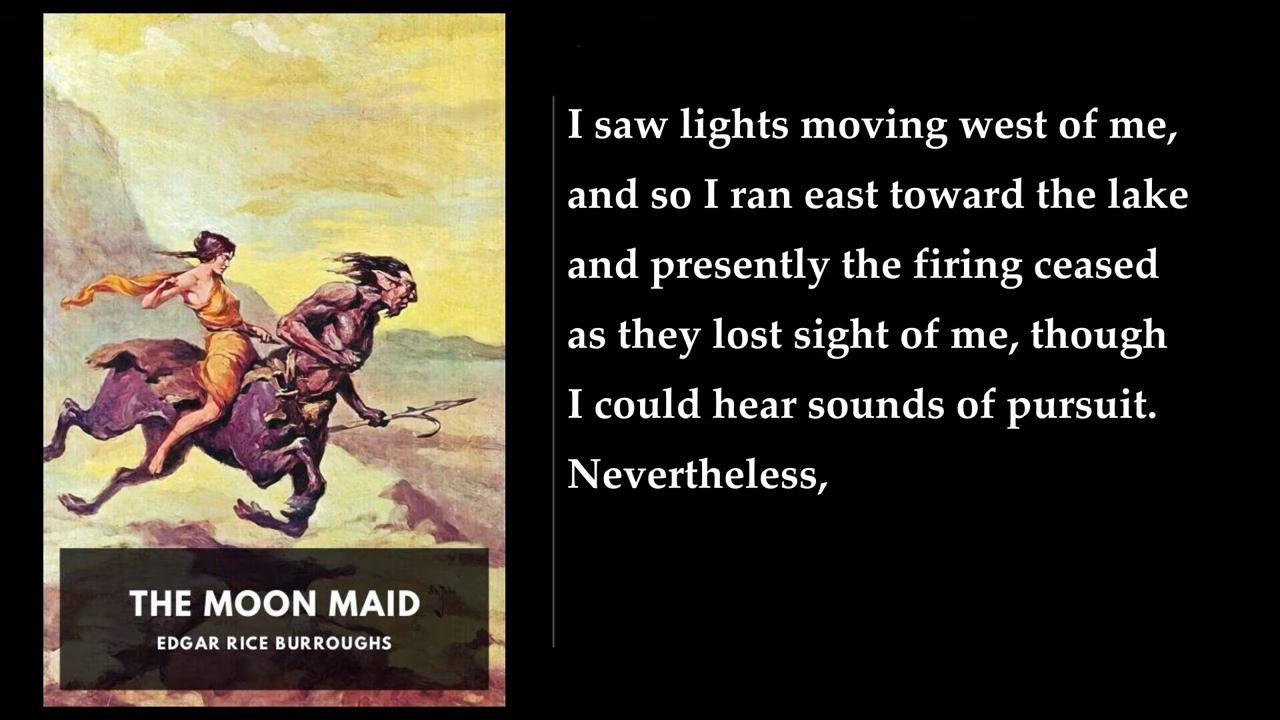 I saw lights moving west of me,
and so I ran east toward the lake
and presently the firing ceased
as they lost sight of me, though
I could hear sounds of pursuit.
Nevertheless,
THE MOON MAID
EDGAR RICE BURROUGHS